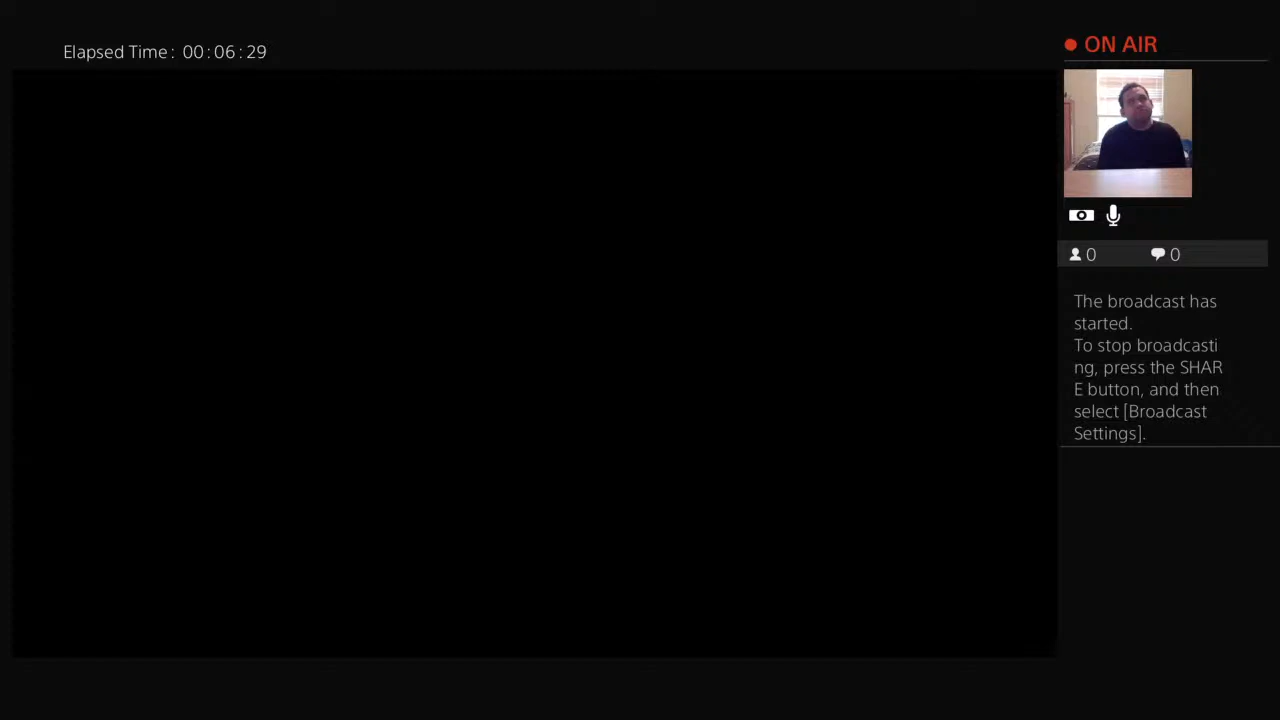 Elapsed Time: 00:06:29
ON AIR
0 0
The broadcast has
started.
To stop broadcasti
ng, press the SHAR
E button, and then
select [Broadcast
Settings].